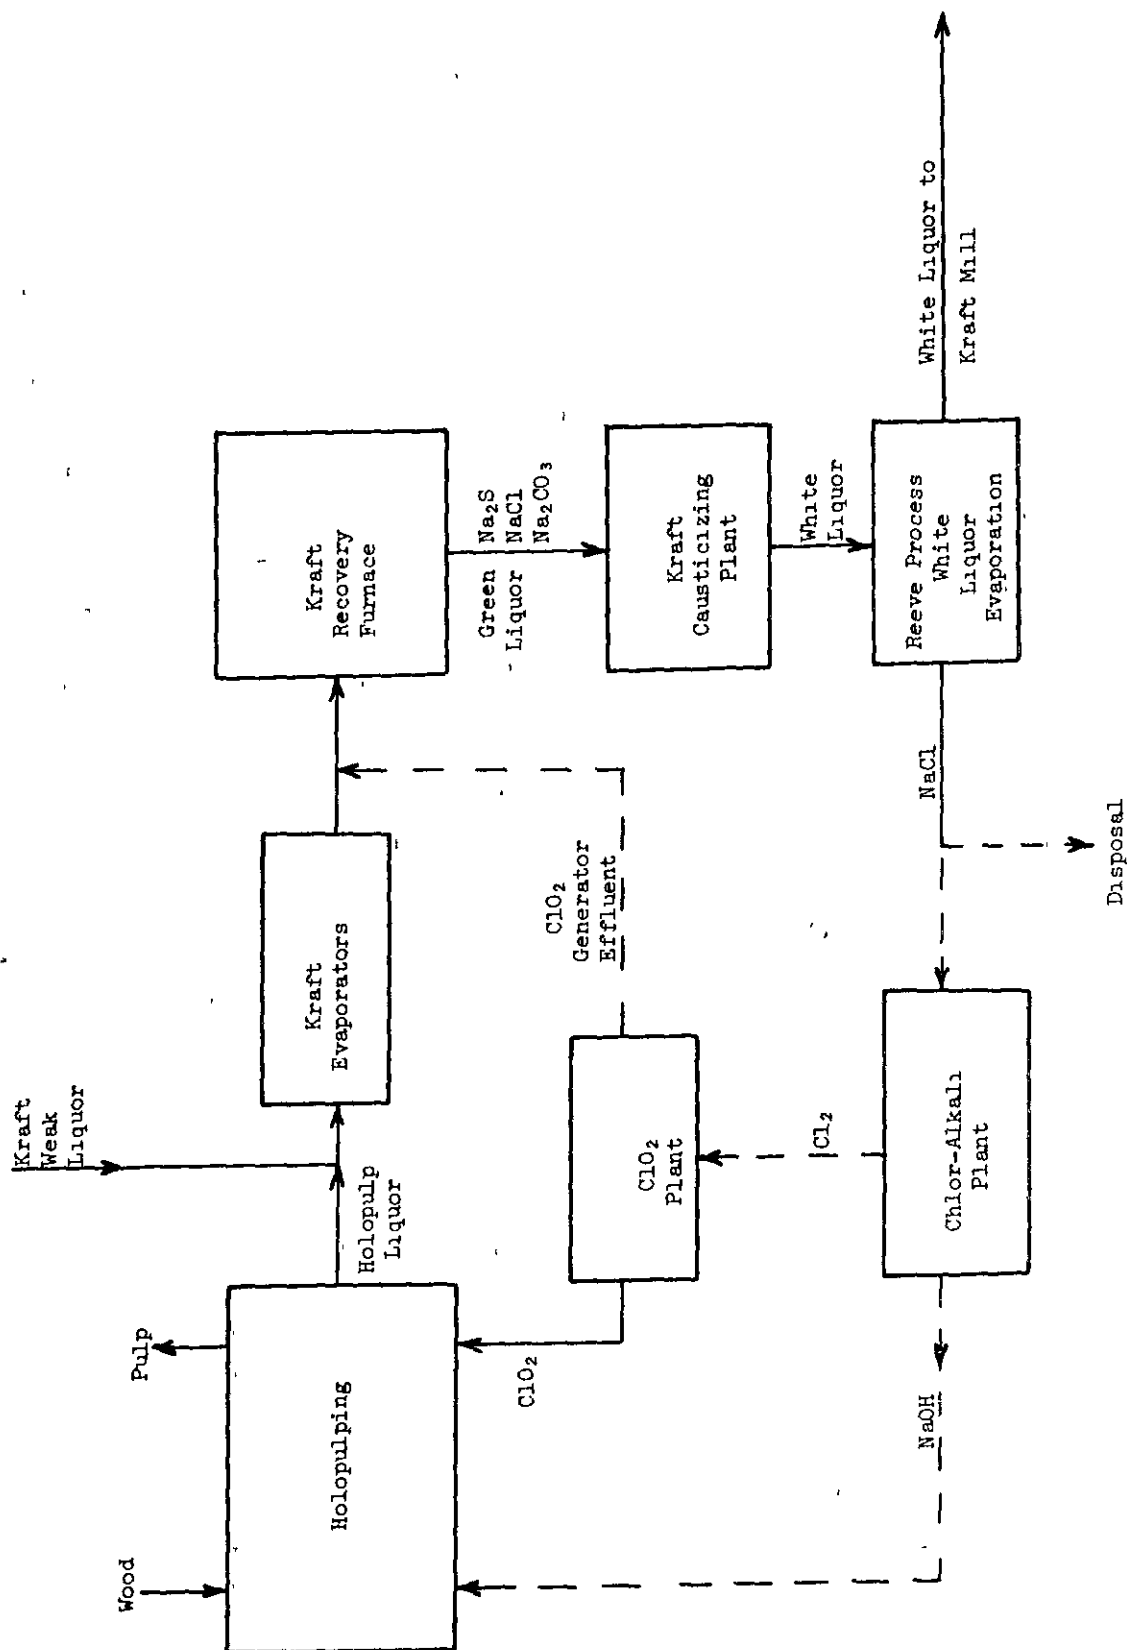 Wood
Pulp
Holopulping
Kraft
Weak
Liquor
Holopulp
Liquor
Kraft
Evaporators
Kraft
Recovery
Furnace
Green Na₂S
Liquor NaCl
Na₂CO₃
ClO₂
ClO₂
Plant
ClO₂
Generator
Effluent
Kraft
Causticizing
Plant
White
Liquor
Cl₂
NaOH
Chlor-Alkali
Plant
NaCl
Disposal
Reeve Process
White
Liquor
Evaporation
White Liquor to
Kraft Mill